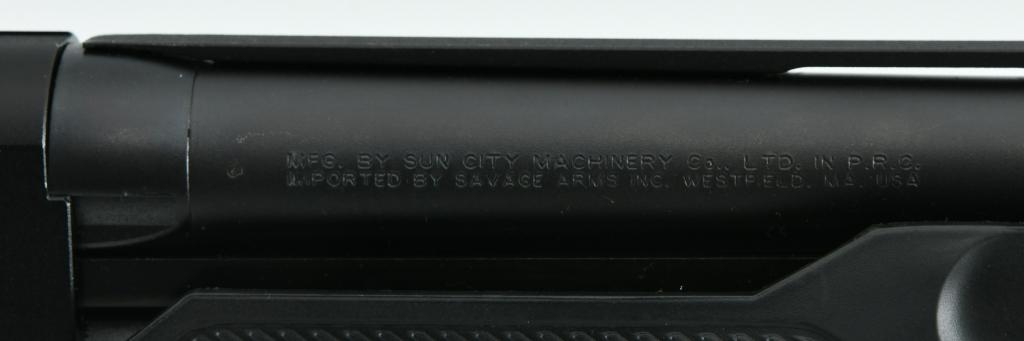 MFG. BY SUN CITY MACHINERY Co., LTD. IN P.R.C.
IMPORTED BY SAVAGE ARMS INC. WESTFIELD, MA. USA